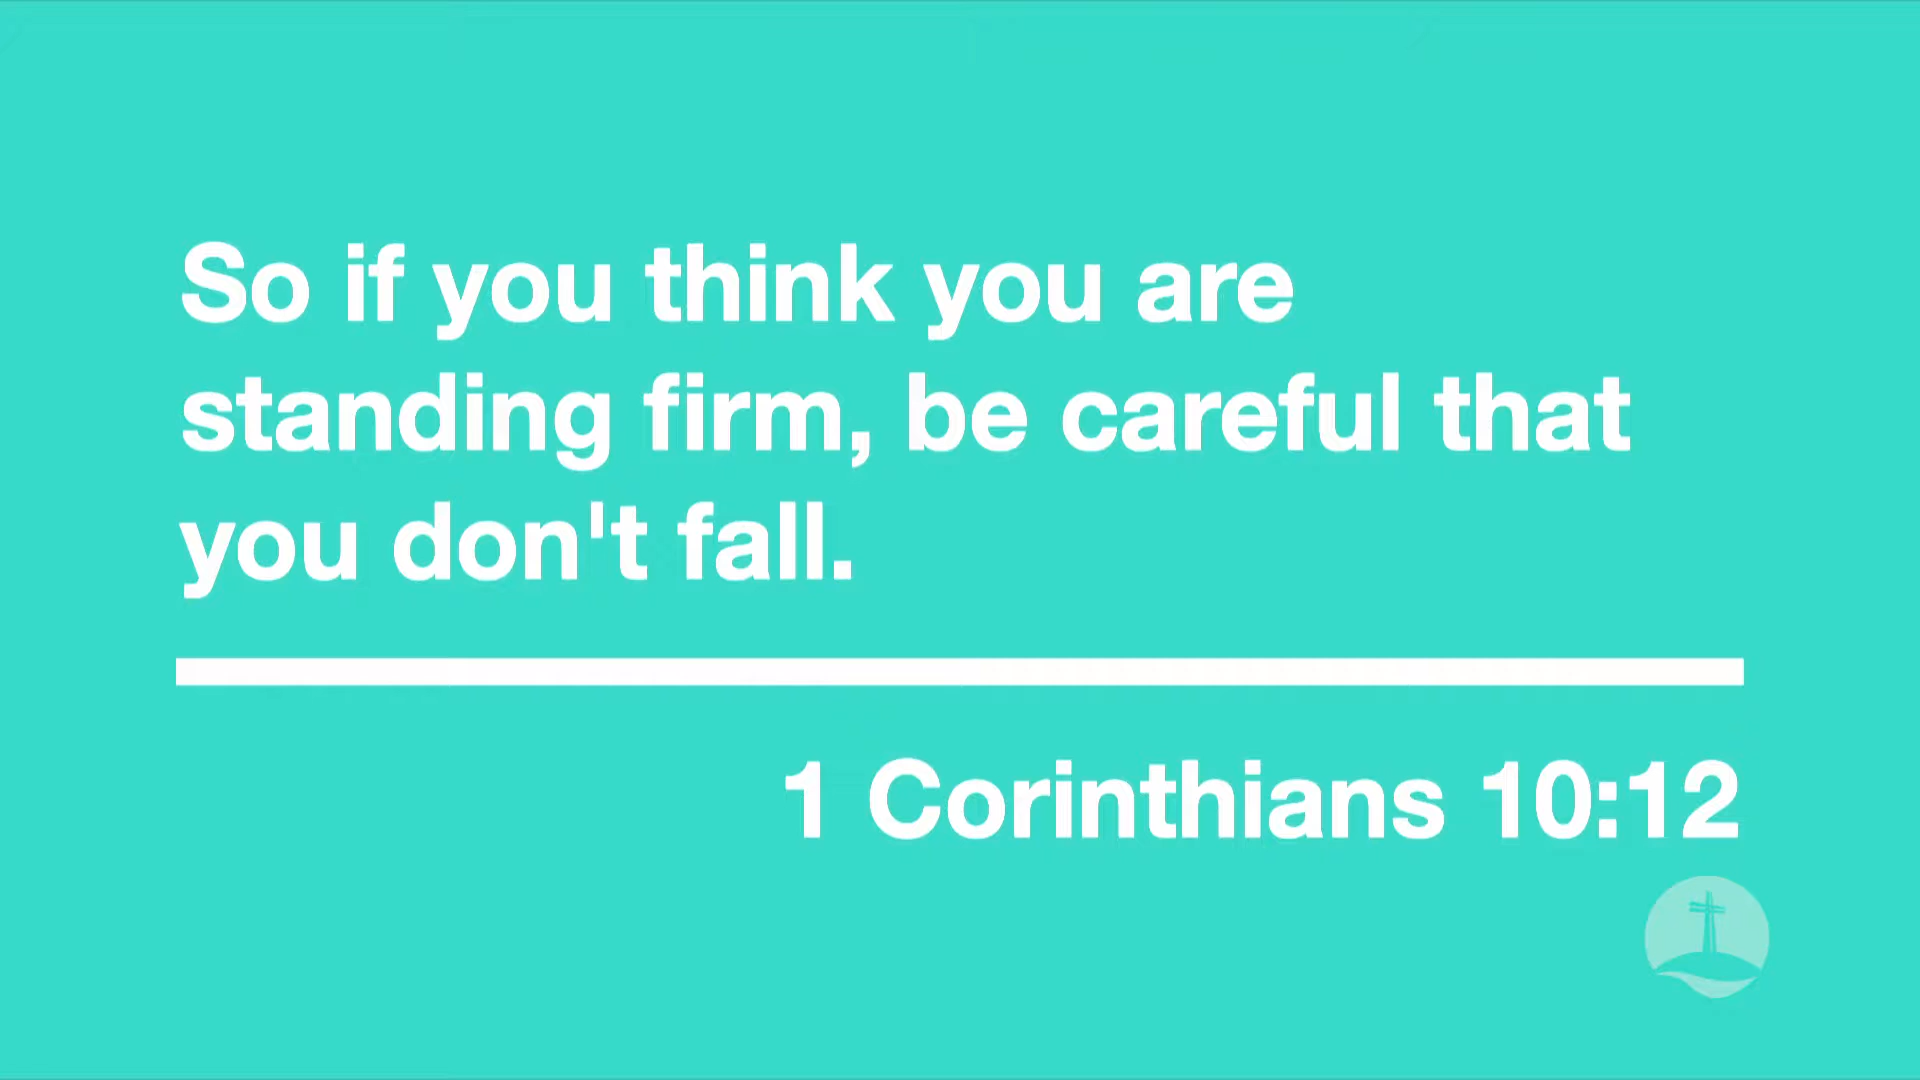 So if you think you are
standing firm, be careful that
you don't fall.
1 Corinthians 10:12